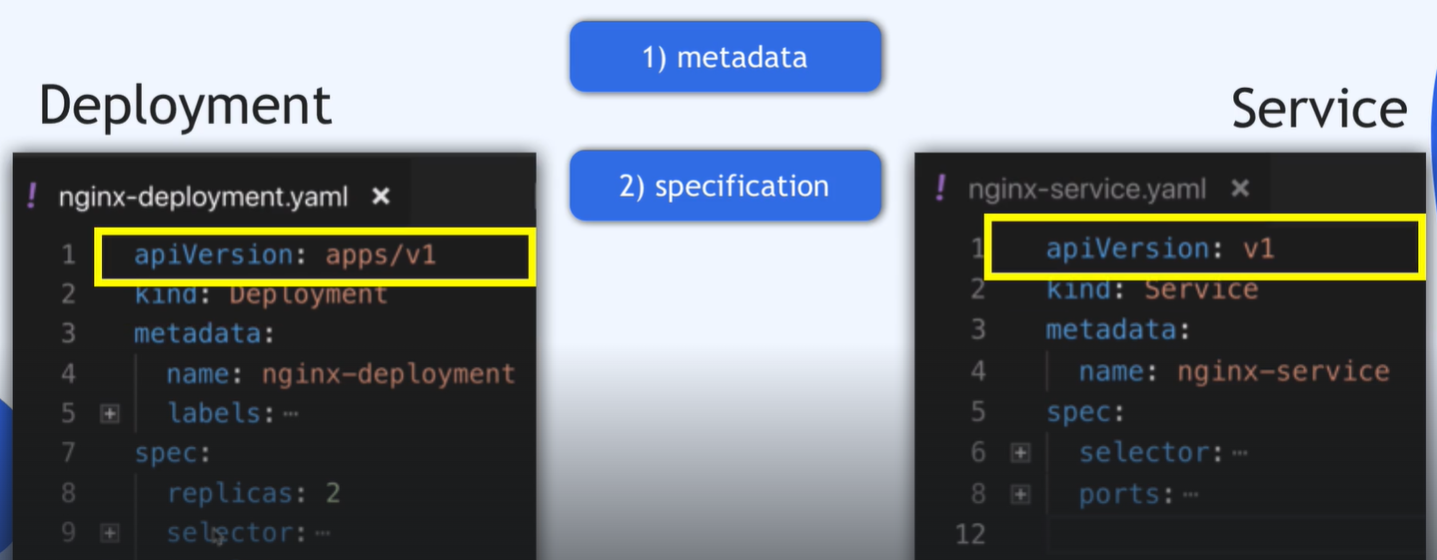 1) metadata
2) specification
Deployment
! nginx-deployment.yaml ×
1 apiVersion: apps/v1
2 kind: Deployment
3 metadata:
4 name: nginx-deployment
5 labels:…
7 spec:
8 replicas: 2
9 selector:…
Service
! nginx-service.yaml ×
1 apiVersion: v1
2 kind: Service
3 metadata:
4 name: nginx-service
5 spec:
6 selector:…
8 ports:…
12